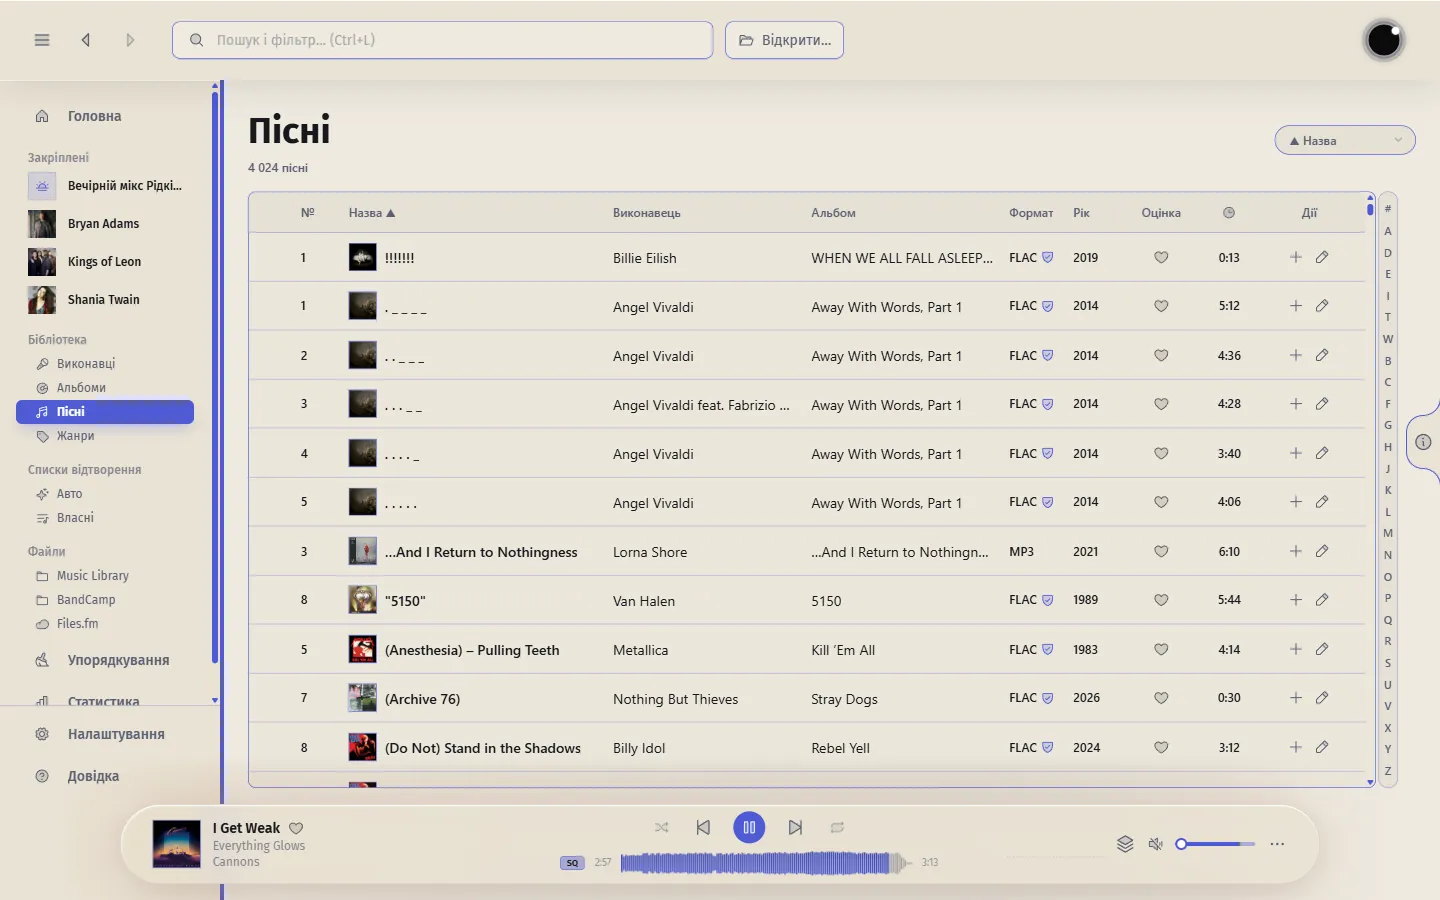 Пошук і фільтр... (Ctrl+L)
Відкрити...
Головна
Закріплені
Вечірній мікс Рідкі...
Bryan Adams
Kings of Leon
Shania Twain
Бібліотека
Виконавці
Альбоми
Пісні
Жанри
Списки відтворення
Авто
Власні
Файли
Music Library
BandCamp
Files.fm
Упорядкування
Статистика
Налаштування
Довідка
Пісні
4 024 пісні
▲ Назва
№ Назва ▲ Виконавець Альбом Формат Рік Оцінка Дії
1 !!!!!!! Billie Eilish WHEN WE ALL FALL ASLEEP... FLAC 2019 0:13
1 . _ _ _ _ Angel Vivaldi Away With Words, Part 1 FLAC 2014 5:12
2 . . _ _ _ Angel Vivaldi Away With Words, Part 1 FLAC 2014 4:36
3 . . . _ _ Angel Vivaldi feat. Fabrizio ... Away With Words, Part 1 FLAC 2014 4:28
4 . . . . _ Angel Vivaldi Away With Words, Part 1 FLAC 2014 3:40
5 . . . . . Angel Vivaldi Away With Words, Part 1 FLAC 2014 4:06
3 ...And I Return to Nothingness Lorna Shore ...And I Return to Nothingn... MP3 2021 6:10
8 "5150" Van Halen 5150 FLAC 1989 5:44
5 (Anesthesia) – Pulling Teeth Metallica Kill ’Em All FLAC 1983 4:14
7 (Archive 76) Nothing But Thieves Stray Dogs FLAC 2026 0:30
8 (Do Not) Stand in the Shadows Billy Idol Rebel Yell FLAC 2024 3:12
#
A
D
E
I
T
W
B
C
F
G
H
J
K
L
M
N
O
P
Q
R
S
U
V
X
Y
Z
I Get Weak
Everything Glows
Cannons
SQ 2:57 3:13